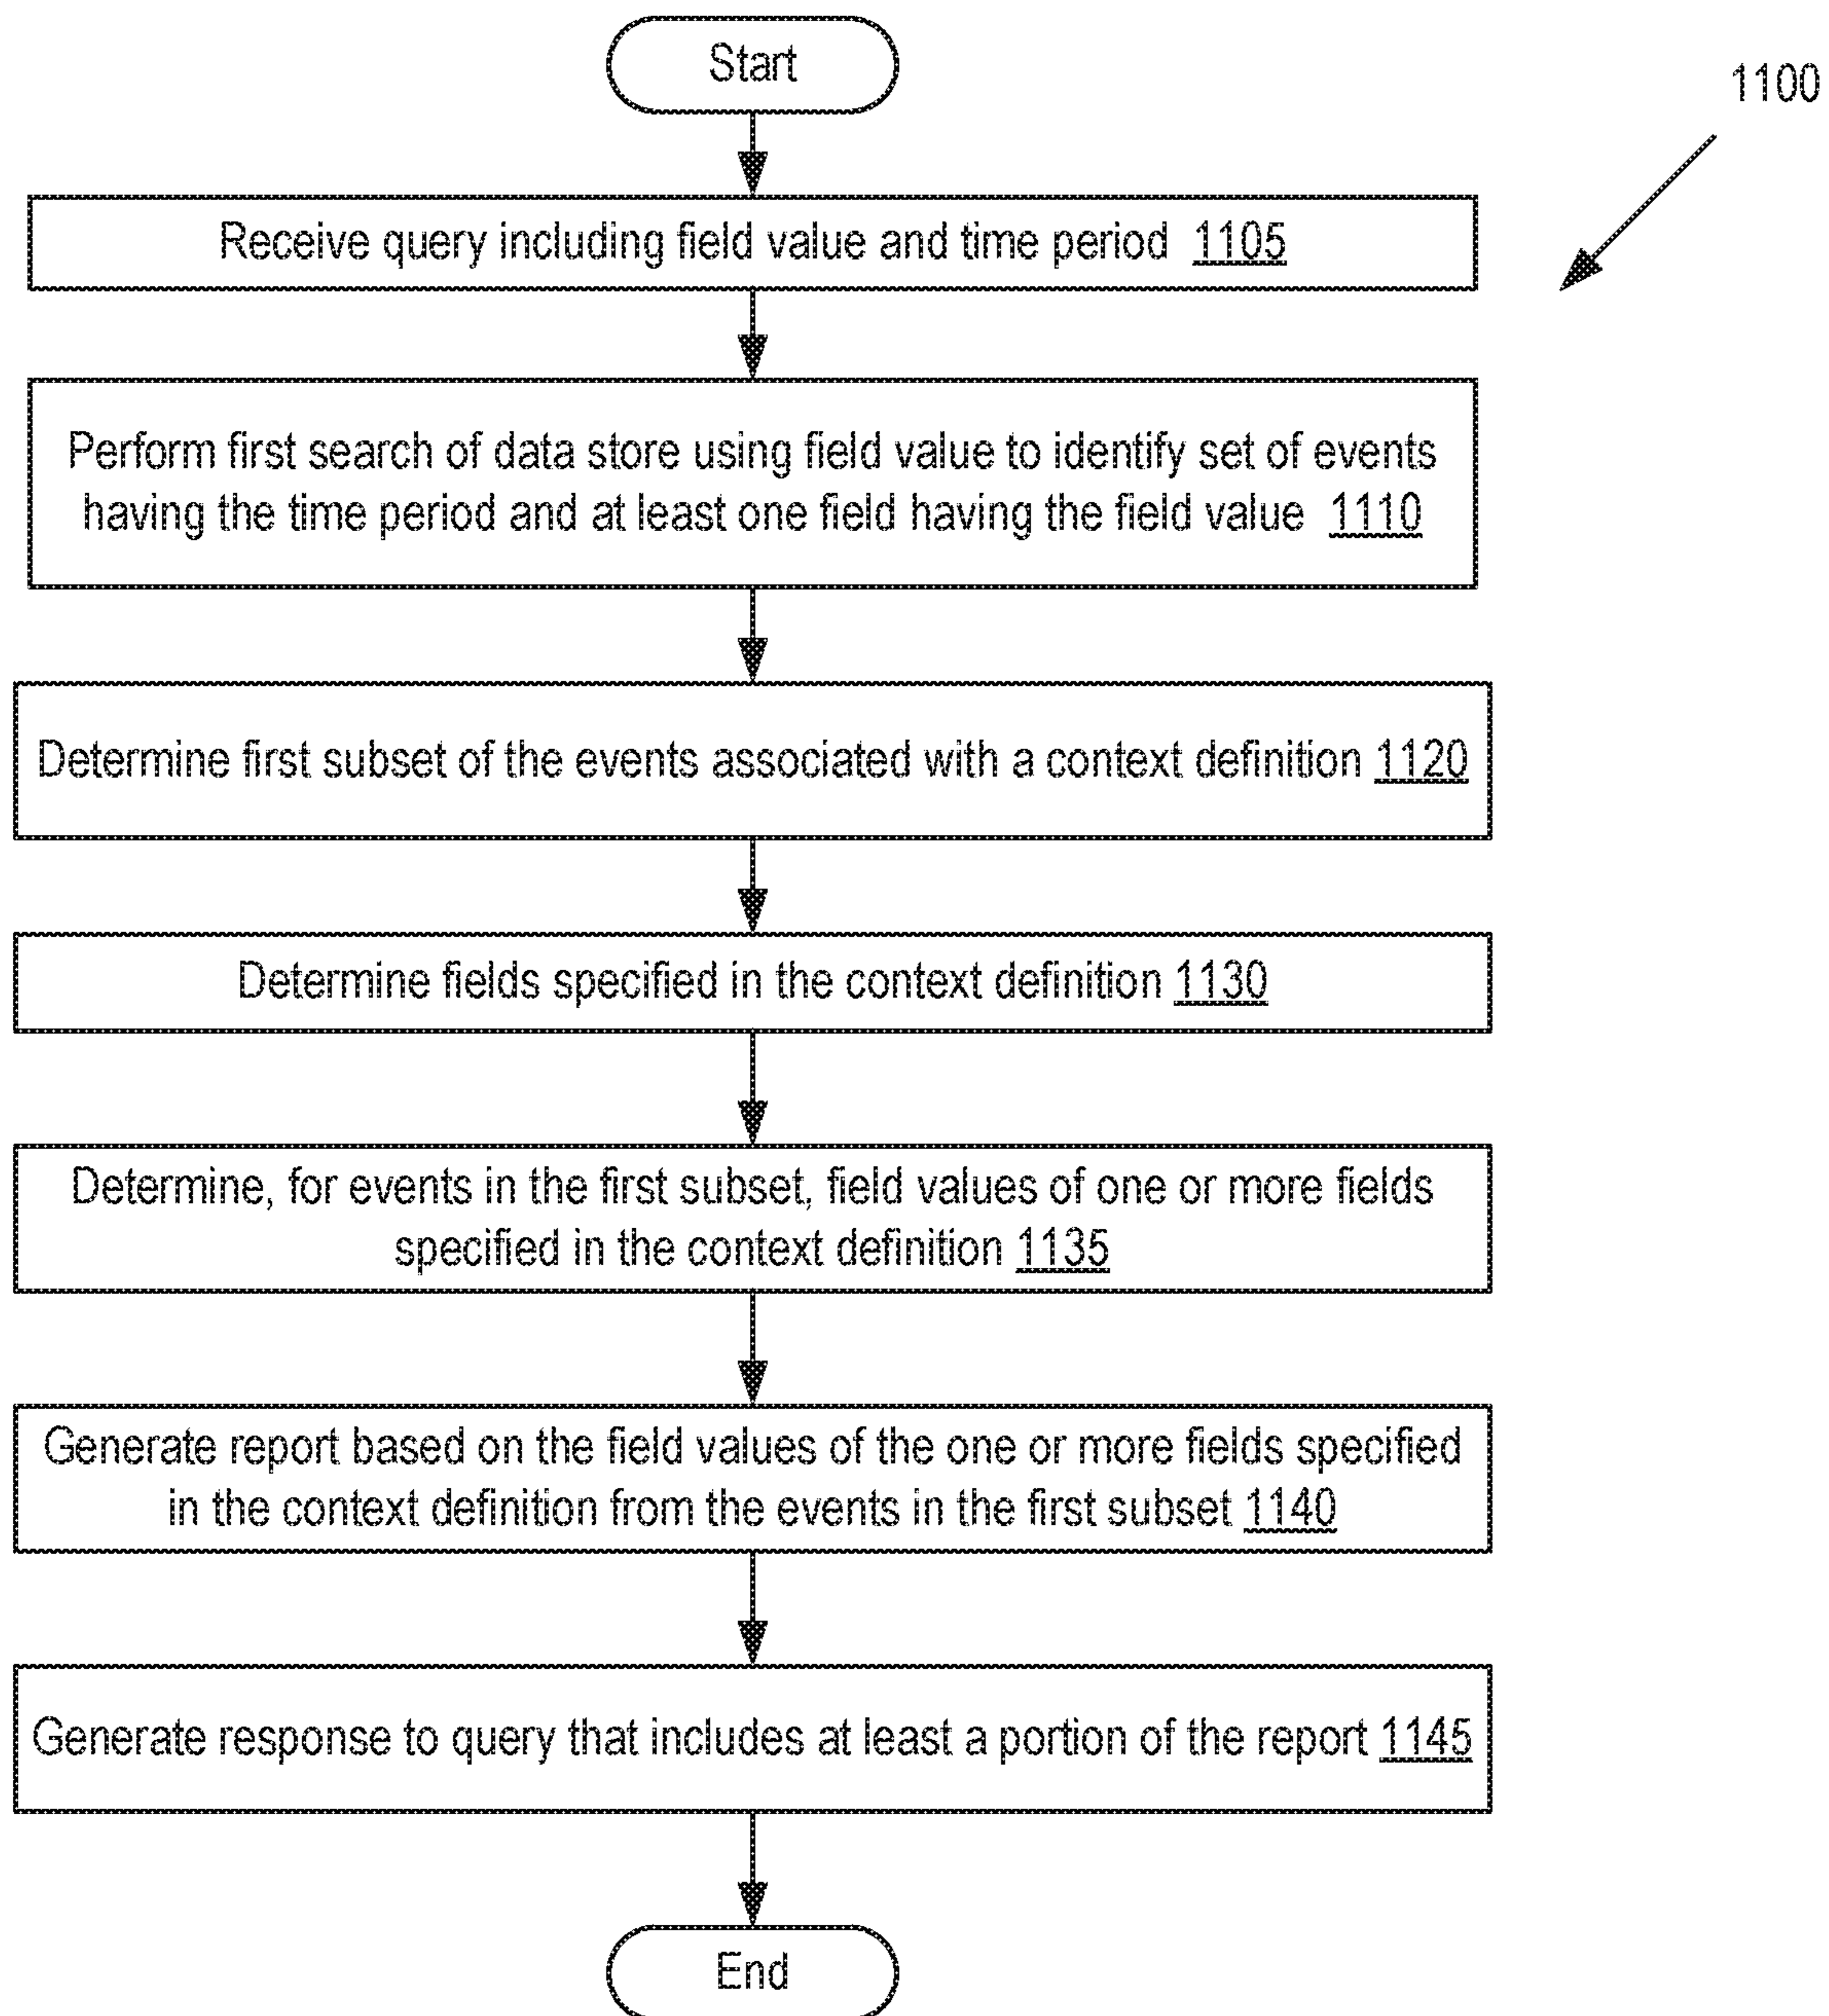 Start
1100
Receive query including field value and time period 1105
Perform first search of data store using field value to identify set of events
having the time period and at least one field having the field value 1110
Determine first subset of the events associated with a context definition 1120
Determine fields specified in the context definition 1130
Determine, for events in the first subset, field values of one or more fields
specified in the context definition 1135
Generate report based on the field values of the one or more fields specified
in the context definition from the events in the first subset 1140
Generate response to query that includes at least a portion of the report 1145
End